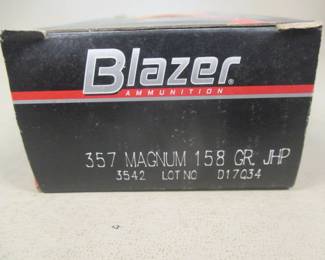 Blazer®
AMMUNITION
357 MAGNUM 158 GR. JHP
3542 LOT NO D17Q34